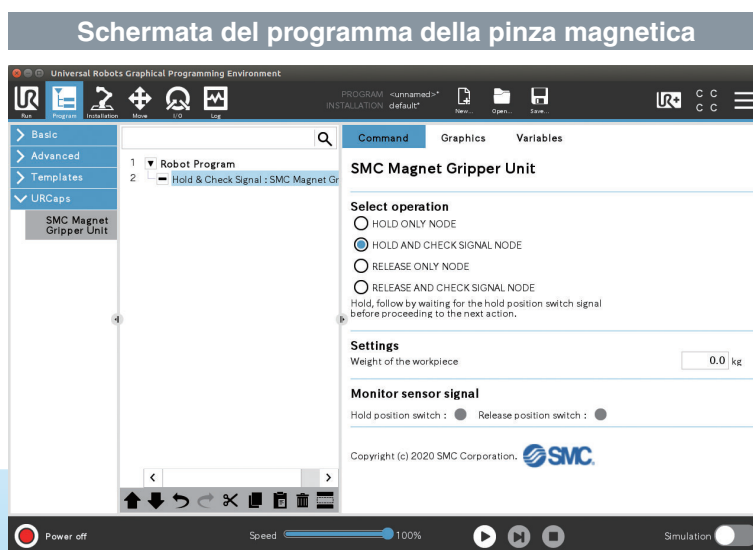 Schermata del programma della pinza magnetica
Universal Robots Graphical Programming Environment
Run
Program
Installation
Move
I/O
Log
PROGRAM <unnamed>*
INSTALLATION default*
New...
Open...
Save...
UR+
C C
C C
Basic
Advanced
Templates
URCaps
SMC Magnet
Gripper Unit
1 Robot Program
2 Hold & Check Signal : SMC Magnet Gr
Command Graphics Variables
SMC Magnet Gripper Unit
Select operation
HOLD ONLY NODE
HOLD AND CHECK SIGNAL NODE
RELEASE ONLY NODE
RELEASE AND CHECK SIGNAL NODE
Hold, follow by waiting for the hold position switch signal
before proceeding to the next action.
Settings
Weight of the workpiece 0.0 kg
Monitor sensor signal
Hold position switch : Release position switch :
Copyright (c) 2020 SMC Corporation. SMC.
Power off
Speed 100%
Simulation